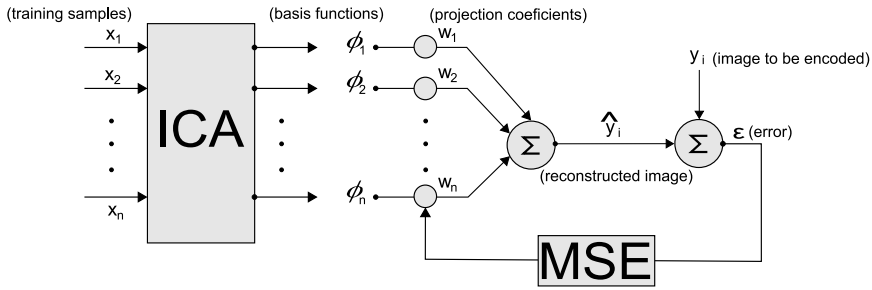 (training samples)
(basis functions)
(projection coeficients)
x1
x2
xn
ICA
ϕ1
ϕ2
ϕn
w1
w2
wn
Σ
ŷi
(reconstructed image)
yi (image to be encoded)
Σ
ε (error)
MSE